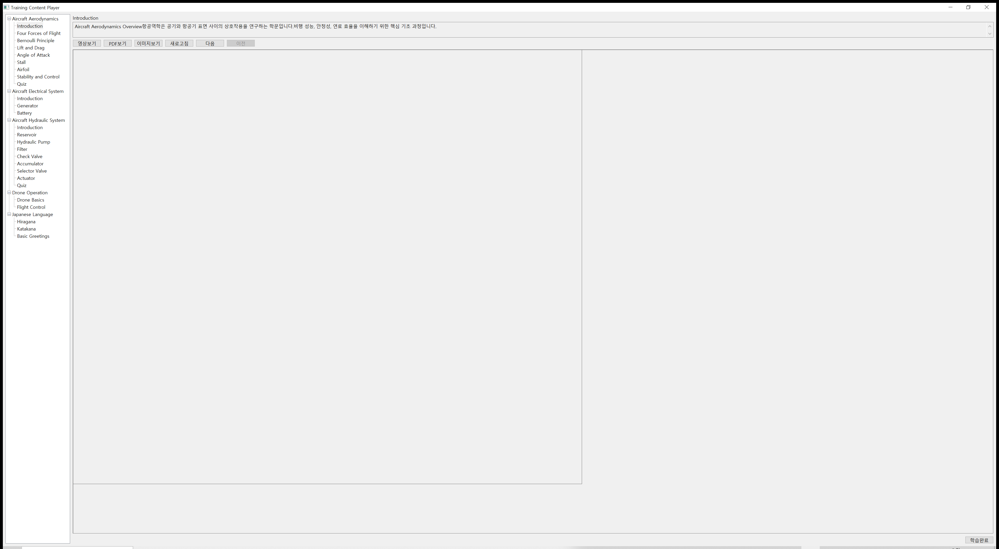 Training Content Player
Aircraft Aerodynamics
Introduction
Four Forces of Flight
Bernoulli Principle
Lift and Drag
Angle of Attack
Stall
Airfoil
Stability and Control
Quiz
Aircraft Electrical System
Introduction
Generator
Battery
Aircraft Hydraulic System
Introduction
Reservoir
Hydraulic Pump
Filter
Check Valve
Accumulator
Selector Valve
Actuator
Quiz
Drone Operation
Drone Basics
Flight Control
Japanese Language
Hiragana
Katakana
Basic Greetings
Introduction
Aircraft Aerodynamics Overview항공역학은 공기와 항공기 표면 사이의 상호작용을 연구하는 학문입니다.비행 성능, 안정성, 연료 효율을 이해하기 위한 핵심 기초 과정입니다.
영상보기 PDF보기 이미지보기 새로고침 다음 이전
학습완료